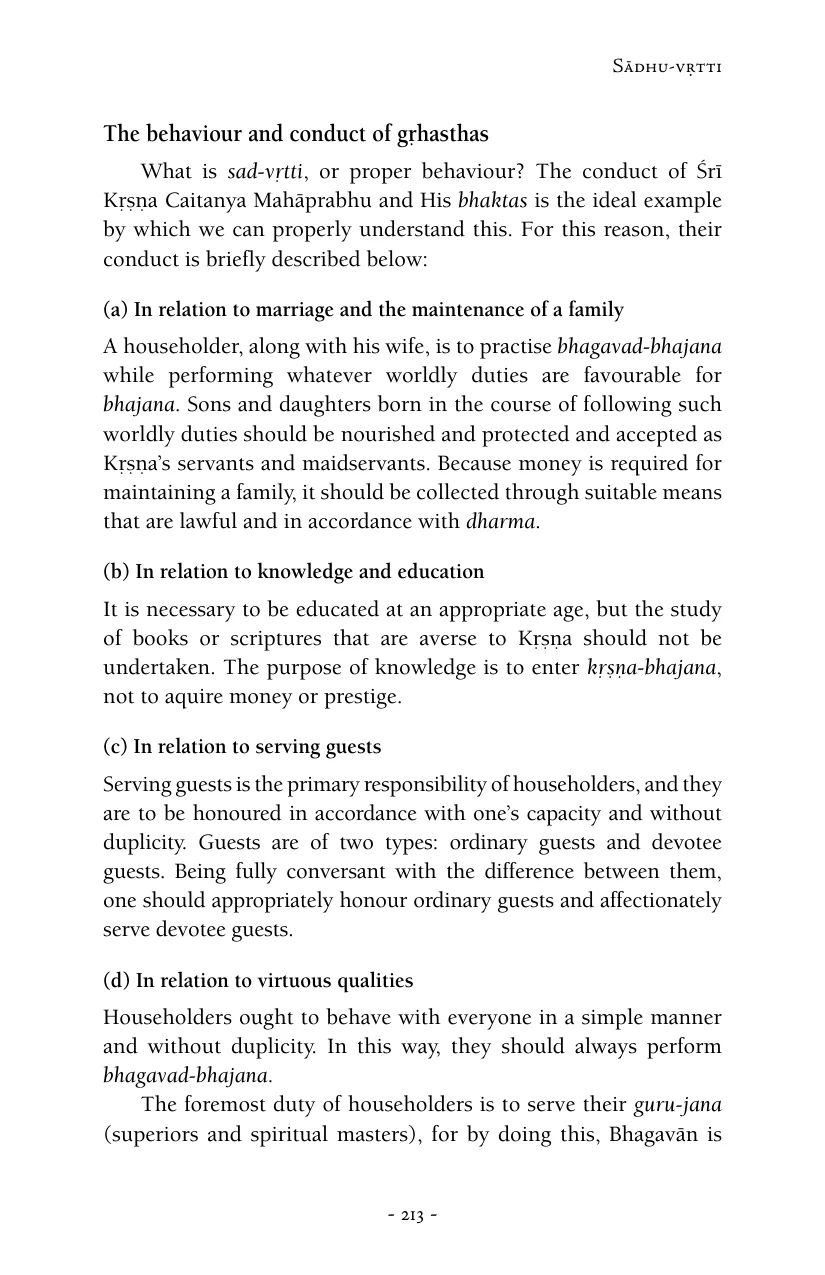 Sādhu-vṛtti
The behaviour and conduct of gṛhasthas
What is sad-vṛtti, or proper behaviour? The conduct of Śrī
Kṛṣṇa Caitanya Mahāprabhu and His bhaktas is the ideal example
by which we can properly understand this. For this reason, their
conduct is briefly described below:
(a) In relation to marriage and the maintenance of a family
A householder, along with his wife, is to practise bhagavad-bhajana
while performing whatever worldly duties are favourable for
bhajana. Sons and daughters born in the course of following such
worldly duties should be nourished and protected and accepted as
Kṛṣṇa’s servants and maidservants. Because money is required for
maintaining a family, it should be collected through suitable means
that are lawful and in accordance with dharma.
(b) In relation to knowledge and education
It is necessary to be educated at an appropriate age, but the study
of books or scriptures that are averse to Kṛṣṇa should not be
undertaken. The purpose of knowledge is to enter kṛṣṇa-bhajana,
not to aquire money or prestige.
(c) In relation to serving guests
Serving guests is the primary responsibility of householders, and they
are to be honoured in accordance with one’s capacity and without
duplicity. Guests are of two types: ordinary guests and devotee
guests. Being fully conversant with the difference between them,
one should appropriately honour ordinary guests and affectionately
serve devotee guests.
(d) In relation to virtuous qualities
Householders ought to behave with everyone in a simple manner
and without duplicity. In this way, they should always perform
bhagavad-bhajana.
The foremost duty of householders is to serve their guru-jana
(superiors and spiritual masters), for by doing this, Bhagavān is
- 213 -